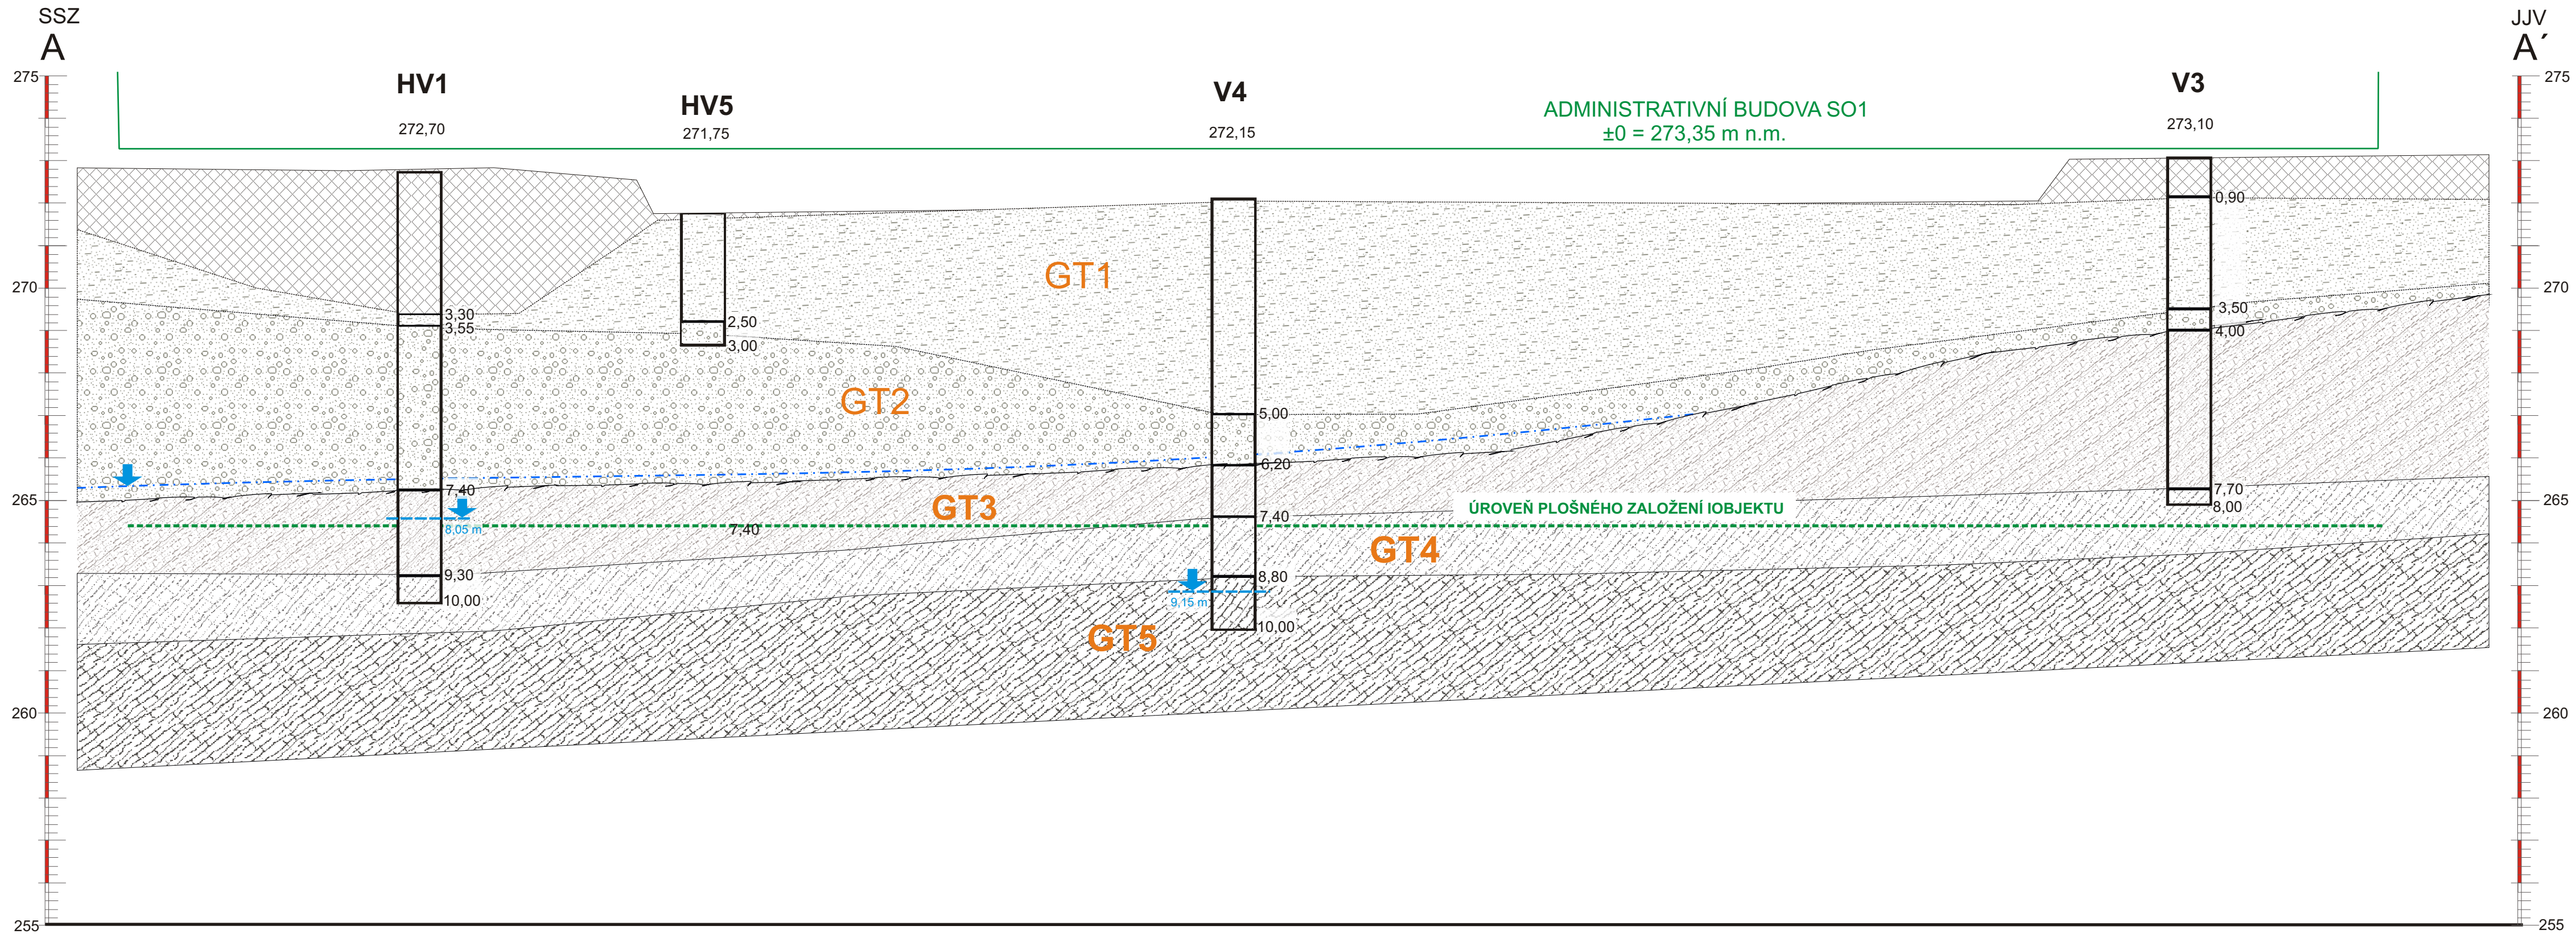 SSZ
A
JJV
A´
275
275
HV1
272,70
HV5
271,75
V4
272,15
ADMINISTRATIVNÍ BUDOVA SO1
±0 = 273,35 m n.m.
V3
273,10
0,90
270
270
GT1
3,30
3,55
2,50
3,00
3,50
4,00
GT2
5,00
6,20
265
265
7,40
8,05 m
GT3
7,40
7,40
ÚROVEŇ PLOŠNÉHO ZALOŽENÍ IOBJEKTU
7,70
8,00
GT4
9,30
10,00
8,80
9,15 m
10,00
GT5
260
260
255
255